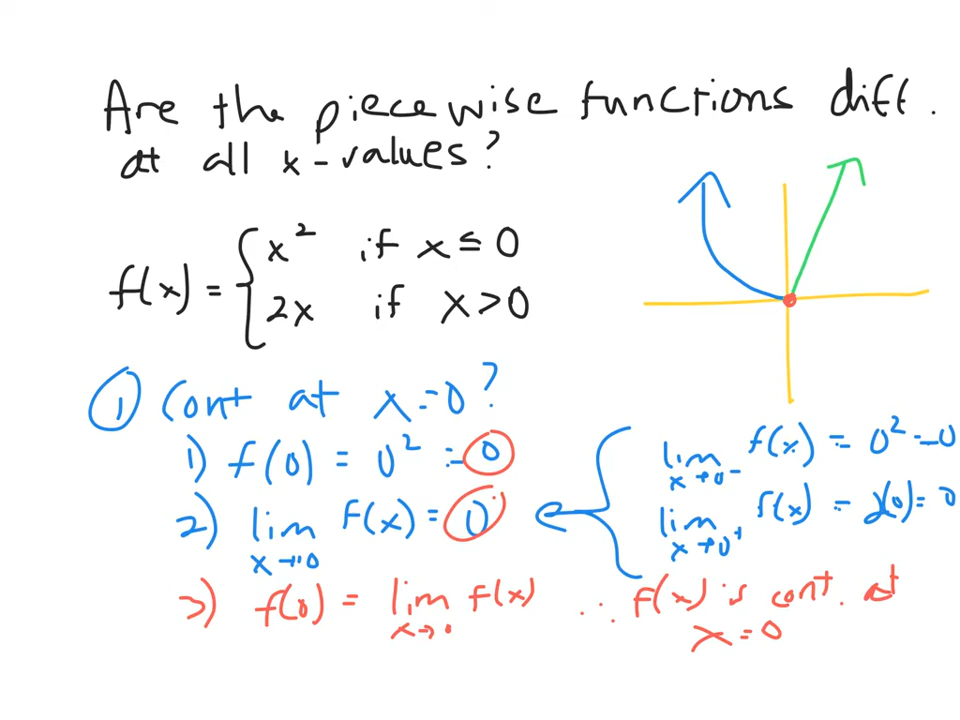 Are the piecewise functions diff.
at all x-values?
f(x) = { x² if x ≤ 0
2x if x > 0
① Cont at x = 0?
1) f(0) = 0² = 0
2) lim x→0 f(x) = 0
lim x→0⁻ f(x) = 0² = 0
lim x→0⁺ f(x) = 2(0) = 0
3) f(0) = lim x→0 f(x) ∴ f(x) is cont. at
x = 0